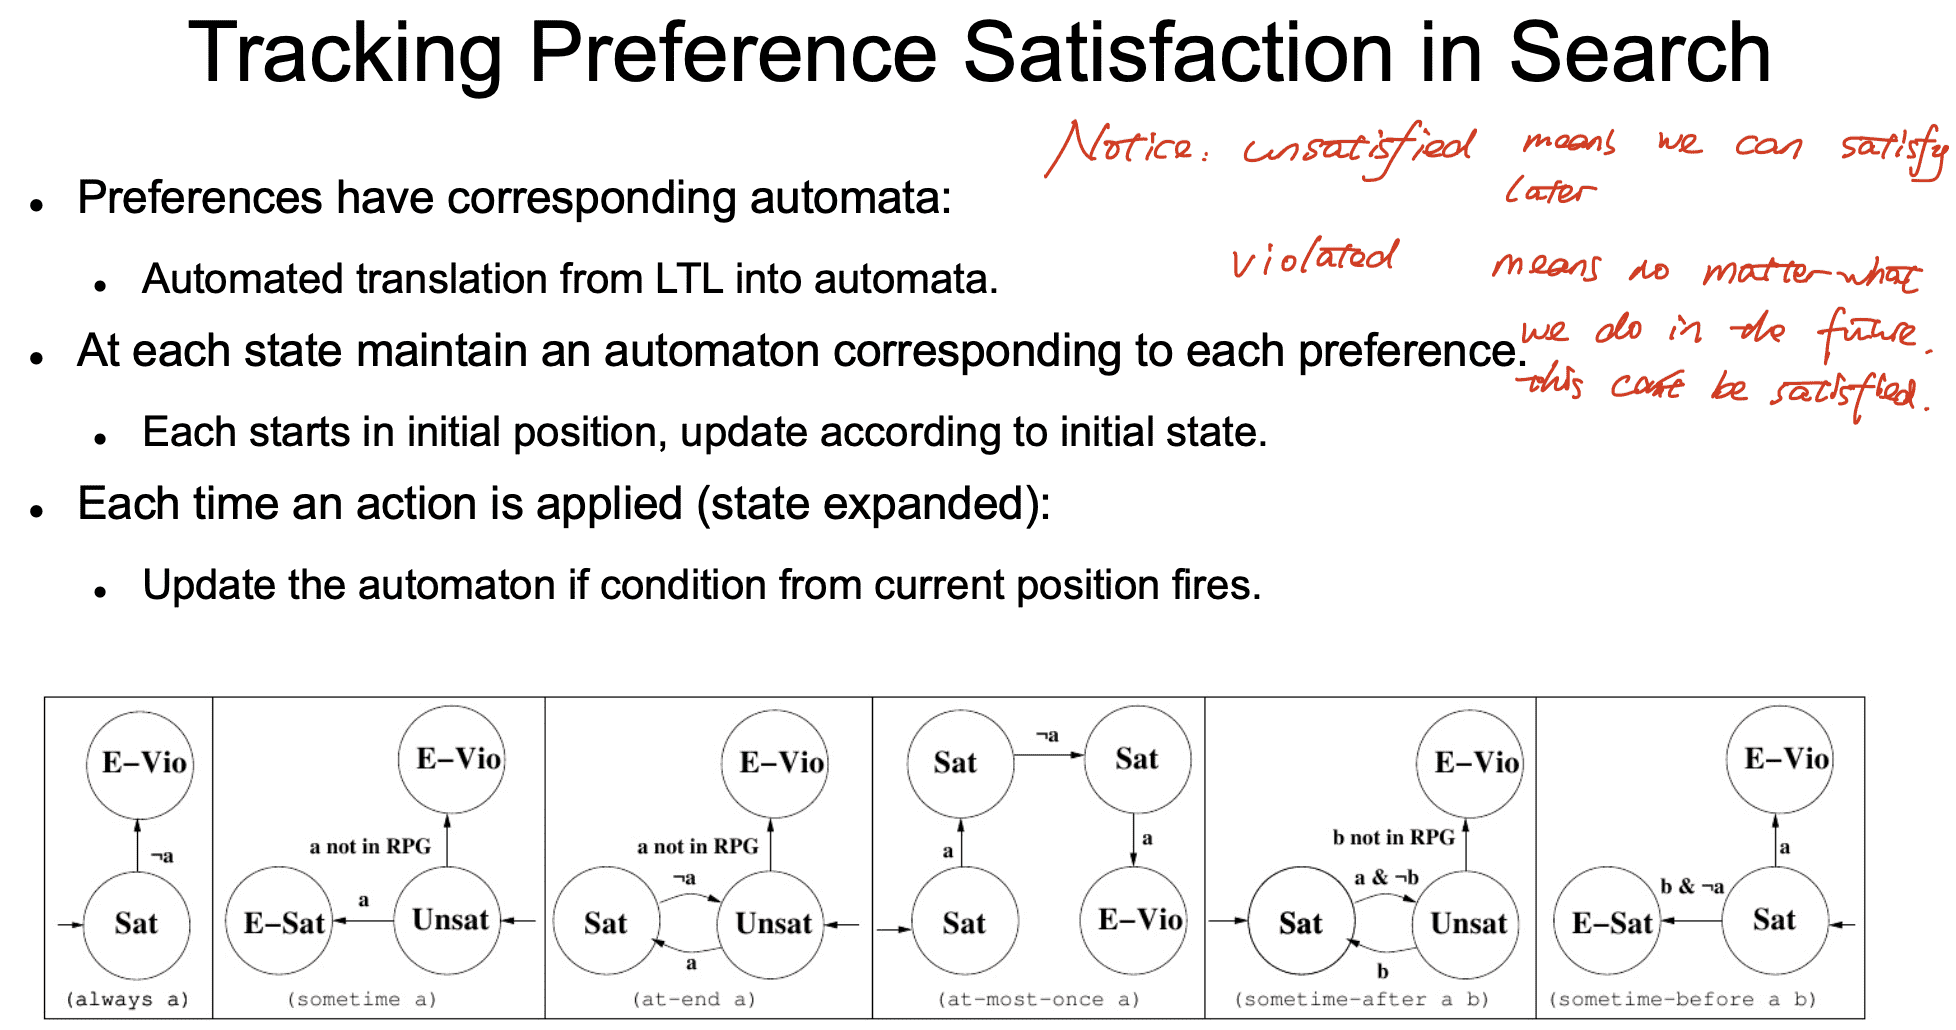 Tracking Preference Satisfaction in Search
Notice: unsatisfied means we can satisfy
later
• Preferences have corresponding automata:
violated means no matter what
• Automated translation from LTL into automata.
we do in the future.
• At each state maintain an automaton corresponding to each preference.
this can't be satisfied.
• Each starts in initial position, update according to initial state.
• Each time an action is applied (state expanded):
• Update the automaton if condition from current position fires.
E–Vio
¬a
Sat
(always a)
E–Vio
a not in RPG
a
E–Sat
Unsat
(sometime a)
E–Vio
a not in RPG
¬a
Sat
Unsat
a
(at-end a)
Sat
¬a
Sat
a
a
Sat
E–Vio
(at-most-once a)
E–Vio
b not in RPG
a & ¬b
Sat
Unsat
b
(sometime-after a b)
E–Vio
a
b & ¬a
E–Sat
Sat
(sometime-before a b)